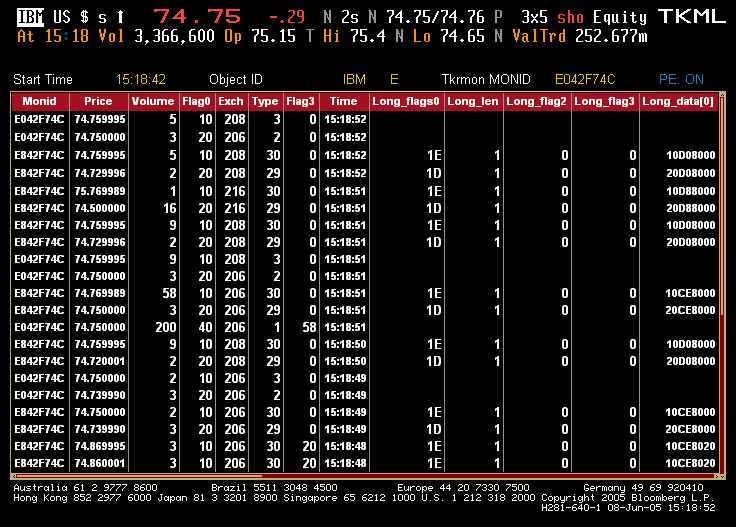 IBM US $ s ↑ 74.75 -.29 N 2s N 74.75/74.76 P 3x5 sho Equity TKML
At 15:18 Vol 3,366,600 Op 75.15 T Hi 75.4 N Lo 74.65 N ValTrd 252.677m
Start Time 15:18:42 Object ID IBM E Tkrmon MONID E042F74C PE: ON
Monid Price Volume Flag0 Exch Type Flag3 Time Long_flags0 Long_len Long_flag2 Long_flag3 Long_data[0]
E042F74C 74.759995 5 10 208 3 0 15:18:52
E042F74C 74.750000 3 20 206 2 0 15:18:52
E842F74C 74.759995 5 10 208 30 0 15:18:52 1E 1 0 0 10D08000
E842F74C 74.729996 2 20 208 29 0 15:18:52 1D 1 0 0 20D08000
E842F74C 75.769989 1 10 216 30 0 15:18:51 1E 1 0 0 10D88000
E842F74C 74.500000 16 20 216 29 0 15:18:51 1D 1 0 0 20D88000
E842F74C 74.759995 9 10 208 30 0 15:18:51 1E 1 0 0 10D08000
E842F74C 74.729996 2 20 208 29 0 15:18:51 1D 1 0 0 20D08000
E042F74C 74.759995 9 10 208 3 0 15:18:51
E042F74C 74.750000 3 20 206 2 0 15:18:51
E842F74C 74.769989 58 10 206 30 0 15:18:51 1E 1 0 0 10CE8000
E842F74C 74.750000 3 20 206 29 0 15:18:51 1D 1 0 0 20CE8000
E042F74C 74.750000 200 40 206 1 58 15:18:51
E842F74C 74.759995 9 10 208 30 0 15:18:50 1E 1 0 0 10D08000
E842F74C 74.720001 2 20 208 29 0 15:18:50 1D 1 0 0 20D08000
E042F74C 74.750000 2 10 206 3 0 15:18:49
E042F74C 74.739990 3 20 206 2 0 15:18:49
E842F74C 74.750000 2 10 206 30 0 15:18:49 1E 1 0 0 10CE8000
E842F74C 74.739990 3 20 206 29 0 15:18:49 1D 1 0 0 20CE8000
E842F74C 74.869995 3 10 206 30 20 15:18:48 1E 1 0 0 10CE8020
E842F74C 74.860001 3 10 206 30 20 15:18:48 1E 1 0 0 10CE8020
Australia 61 2 9777 8600 Brazil 5511 3048 4500 Europe 44 20 7330 7500 Germany 49 69 920410
Hong Kong 852 2977 6000 Japan 81 3 3201 8900 Singapore 65 6212 1000 U.S. 1 212 318 2000 Copyright 2005 Bloomberg L.P.
H281-640-1 08-Jun-05 15:18:52